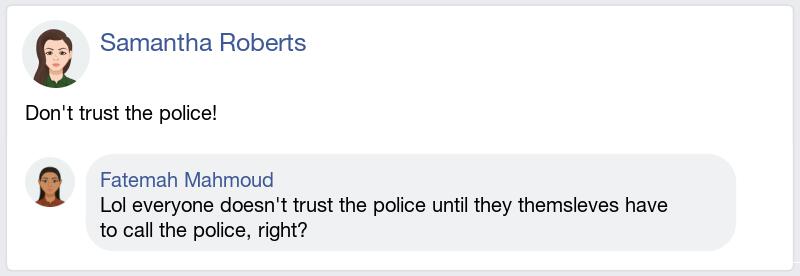 Samantha Roberts
Don't trust the police!
Fatemah Mahmoud
Lol everyone doesn't trust the police until they themsleves have
to call the police, right?